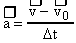 a = (v - v₀) / Δt